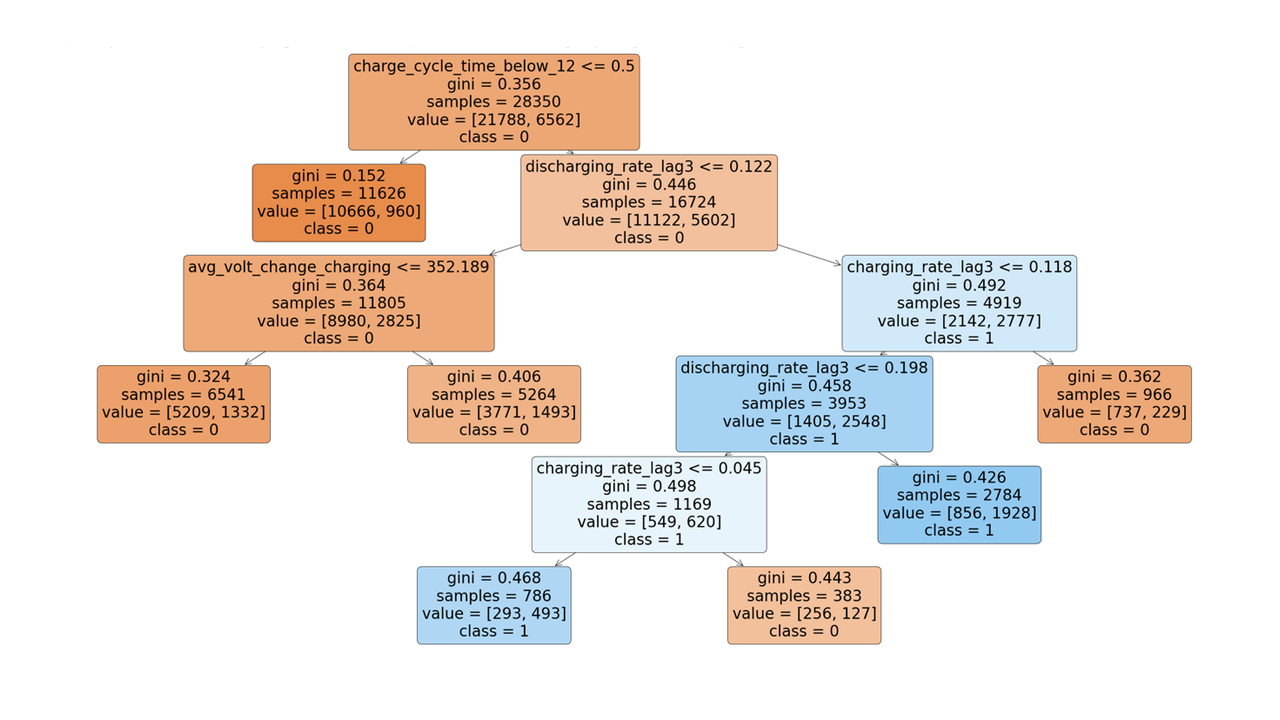 charge_cycle_time_below_12 <= 0.5
gini = 0.356
samples = 28350
value = [21788, 6562]
class = 0
gini = 0.152
samples = 11626
value = [10666, 960]
class = 0
discharging_rate_lag3 <= 0.122
gini = 0.446
samples = 16724
value = [11122, 5602]
class = 0
avg_volt_change_charging <= 352.189
gini = 0.364
samples = 11805
value = [8980, 2825]
class = 0
charging_rate_lag3 <= 0.118
gini = 0.492
samples = 4919
value = [2142, 2777]
class = 1
gini = 0.324
samples = 6541
value = [5209, 1332]
class = 0
gini = 0.406
samples = 5264
value = [3771, 1493]
class = 0
discharging_rate_lag3 <= 0.198
gini = 0.458
samples = 3953
value = [1405, 2548]
class = 1
gini = 0.362
samples = 966
value = [737, 229]
class = 0
charging_rate_lag3 <= 0.045
gini = 0.498
samples = 1169
value = [549, 620]
class = 1
gini = 0.426
samples = 2784
value = [856, 1928]
class = 1
gini = 0.468
samples = 786
value = [293, 493]
class = 1
gini = 0.443
samples = 383
value = [256, 127]
class = 0